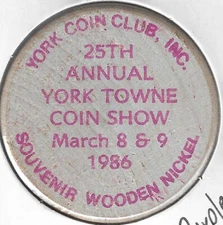 YORK COIN CLUB, INC.
25TH
ANNUAL
YORK TOWNE
COIN SHOW
March 8 & 9
1986
SOUVENIR WOODEN NICKEL